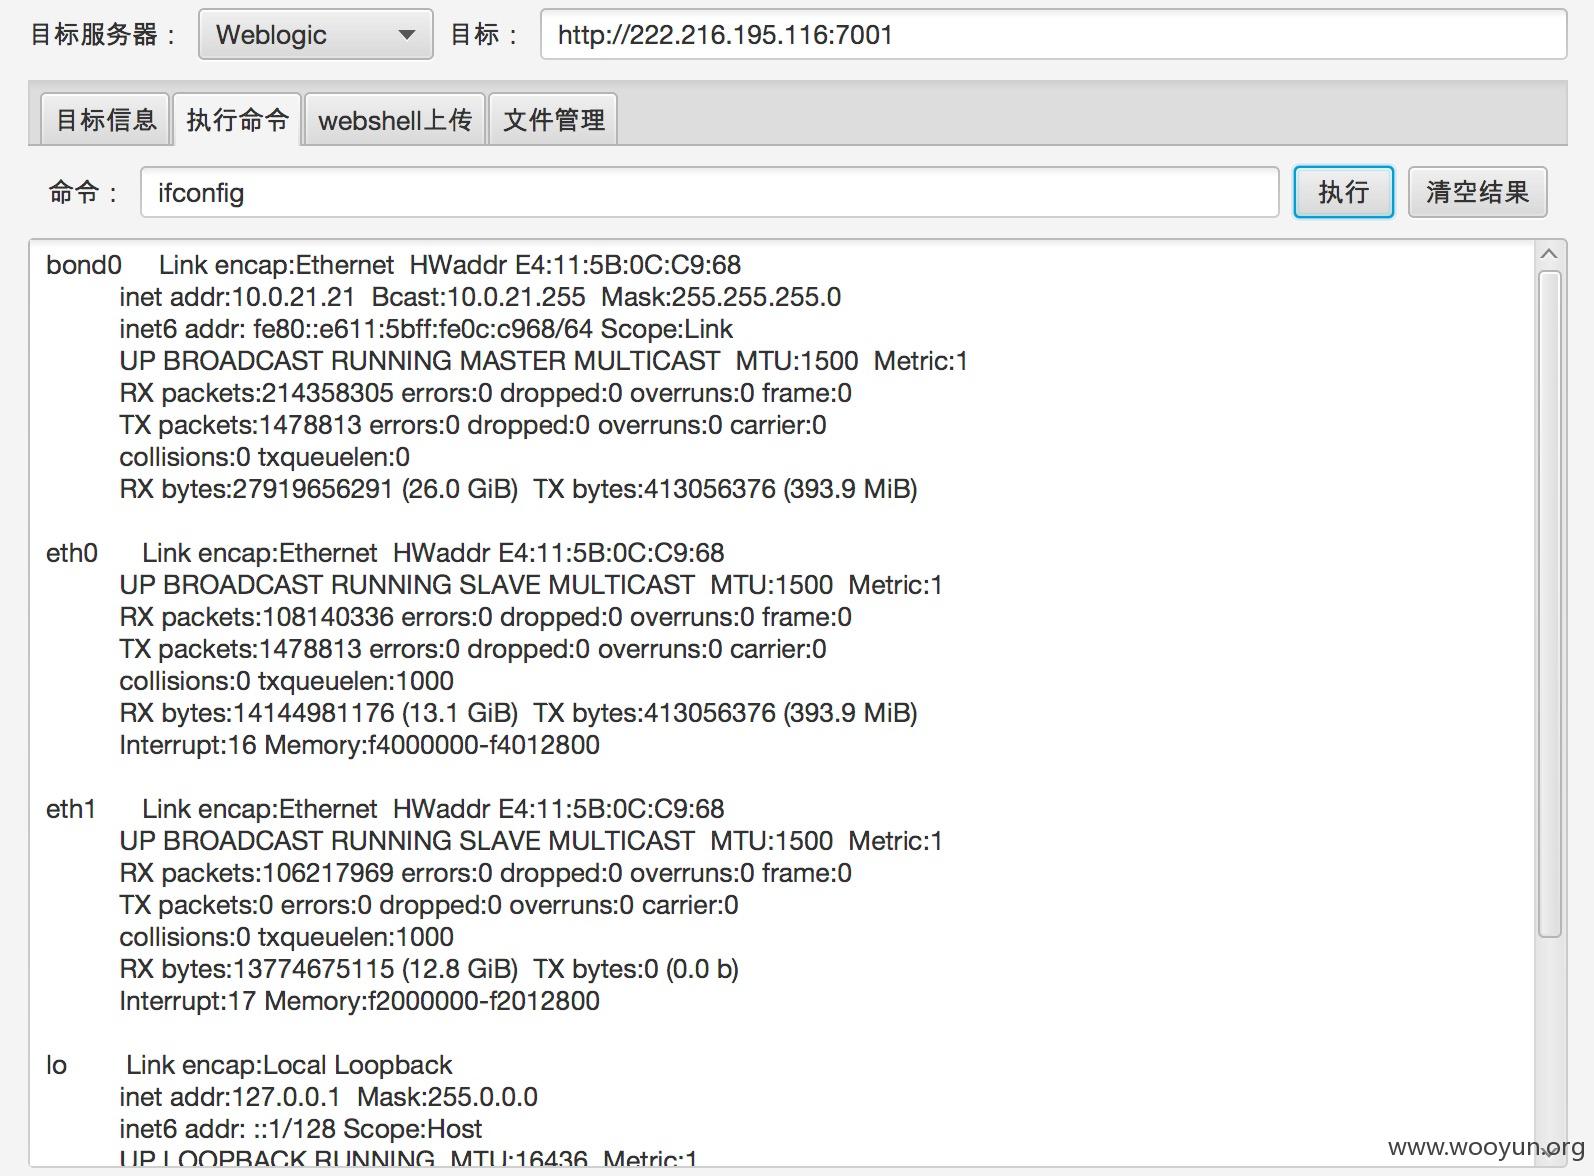 目标服务器： Weblogic 目标： http://222.216.195.116:7001
目标信息 执行命令 webshell上传 文件管理
命令： ifconfig 执行 清空结果
bond0 Link encap:Ethernet HWaddr E4:11:5B:0C:C9:68
inet addr:10.0.21.21 Bcast:10.0.21.255 Mask:255.255.255.0
inet6 addr: fe80::e611:5bff:fe0c:c968/64 Scope:Link
UP BROADCAST RUNNING MASTER MULTICAST MTU:1500 Metric:1
RX packets:214358305 errors:0 dropped:0 overruns:0 frame:0
TX packets:1478813 errors:0 dropped:0 overruns:0 carrier:0
collisions:0 txqueuelen:0
RX bytes:27919656291 (26.0 GiB) TX bytes:413056376 (393.9 MiB)
eth0 Link encap:Ethernet HWaddr E4:11:5B:0C:C9:68
UP BROADCAST RUNNING SLAVE MULTICAST MTU:1500 Metric:1
RX packets:108140336 errors:0 dropped:0 overruns:0 frame:0
TX packets:1478813 errors:0 dropped:0 overruns:0 carrier:0
collisions:0 txqueuelen:1000
RX bytes:14144981176 (13.1 GiB) TX bytes:413056376 (393.9 MiB)
Interrupt:16 Memory:f4000000-f4012800
eth1 Link encap:Ethernet HWaddr E4:11:5B:0C:C9:68
UP BROADCAST RUNNING SLAVE MULTICAST MTU:1500 Metric:1
RX packets:106217969 errors:0 dropped:0 overruns:0 frame:0
TX packets:0 errors:0 dropped:0 overruns:0 carrier:0
collisions:0 txqueuelen:1000
RX bytes:13774675115 (12.8 GiB) TX bytes:0 (0.0 b)
Interrupt:17 Memory:f2000000-f2012800
lo Link encap:Local Loopback
inet addr:127.0.0.1 Mask:255.0.0.0
inet6 addr: ::1/128 Scope:Host
UP LOOPBACK RUNNING MTU:16436 Metric:1
www.wooyun.org